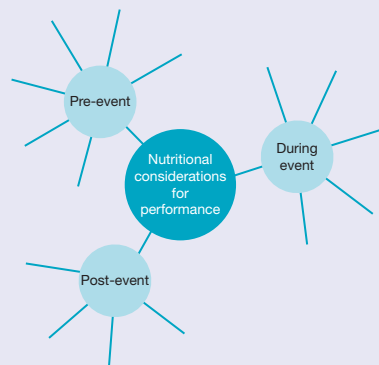 Pre-event
Nutritional
considerations
for
performance
During
event
Post-event